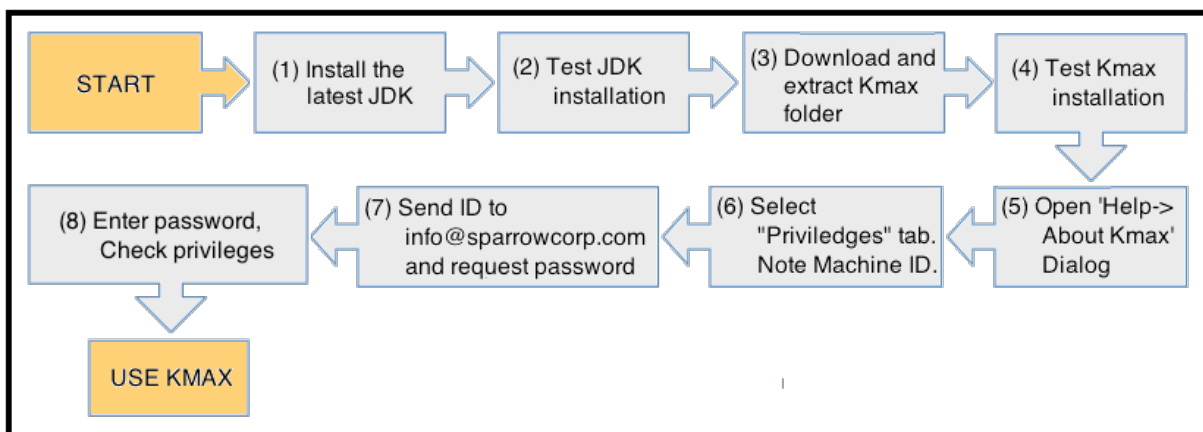 START
(1) Install the
latest JDK
(2) Test JDK
installation
(3) Download and
extract Kmax
folder
(4) Test Kmax
installation
(5) Open 'Help->
About Kmax'
Dialog
(6) Select
"Priviledges" tab.
Note Machine ID.
(7) Send ID to
info@sparrowcorp.com
and request password
(8) Enter password,
Check privileges
USE KMAX